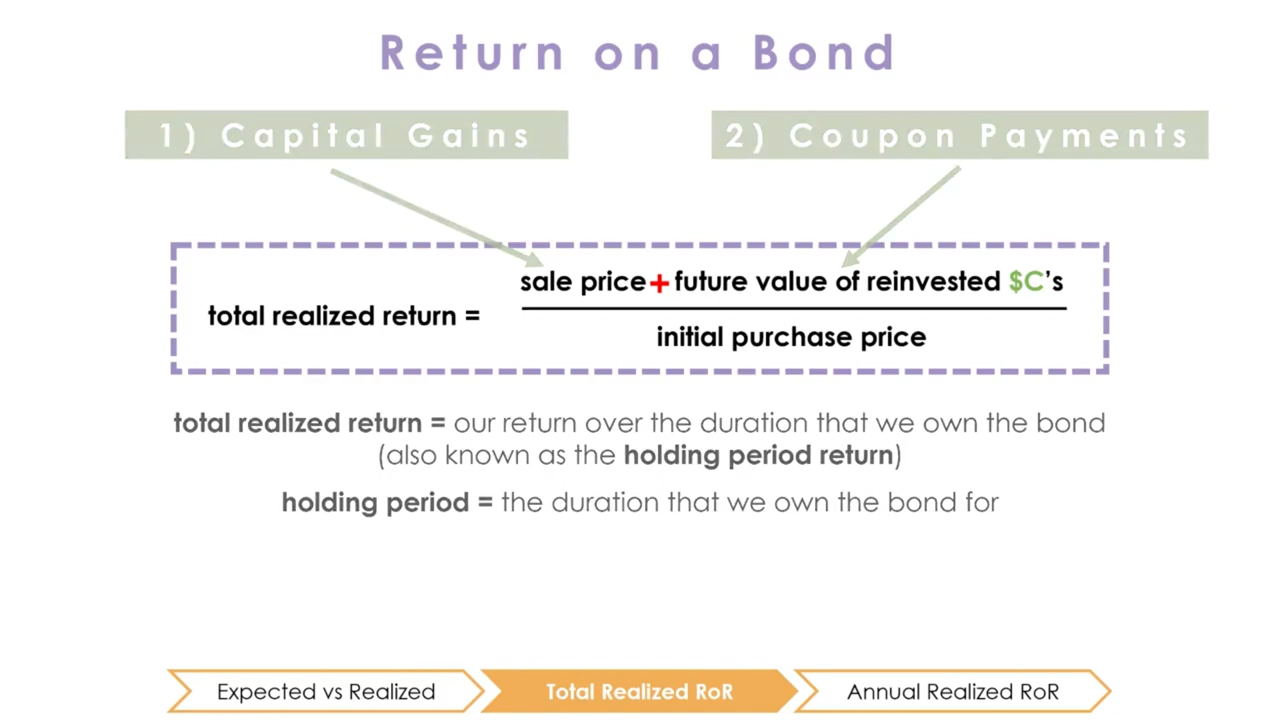 Return on a Bond
1) Capital Gains
2) Coupon Payments
sale price + future value of reinvested $C's
total realized return =
initial purchase price
total realized return = our return over the duration that we own the bond
(also known as the holding period return)
holding period = the duration that we own the bond for
Expected vs Realized
Total Realized RoR
Annual Realized RoR